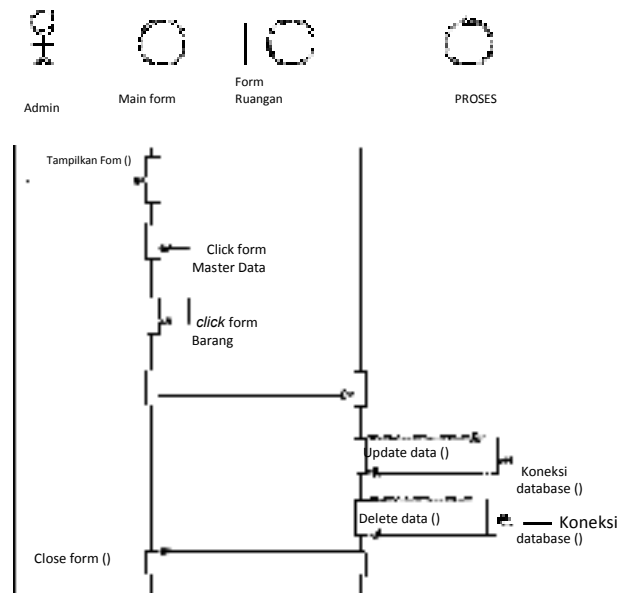 Admin
Main form
Form
Ruangan
PROSES
Tampilkan Fom ()
Click form
Master Data
click form
Barang
Update data ()
Koneksi
database ()
Delete data ()
Koneksi
database ()
Close form ()